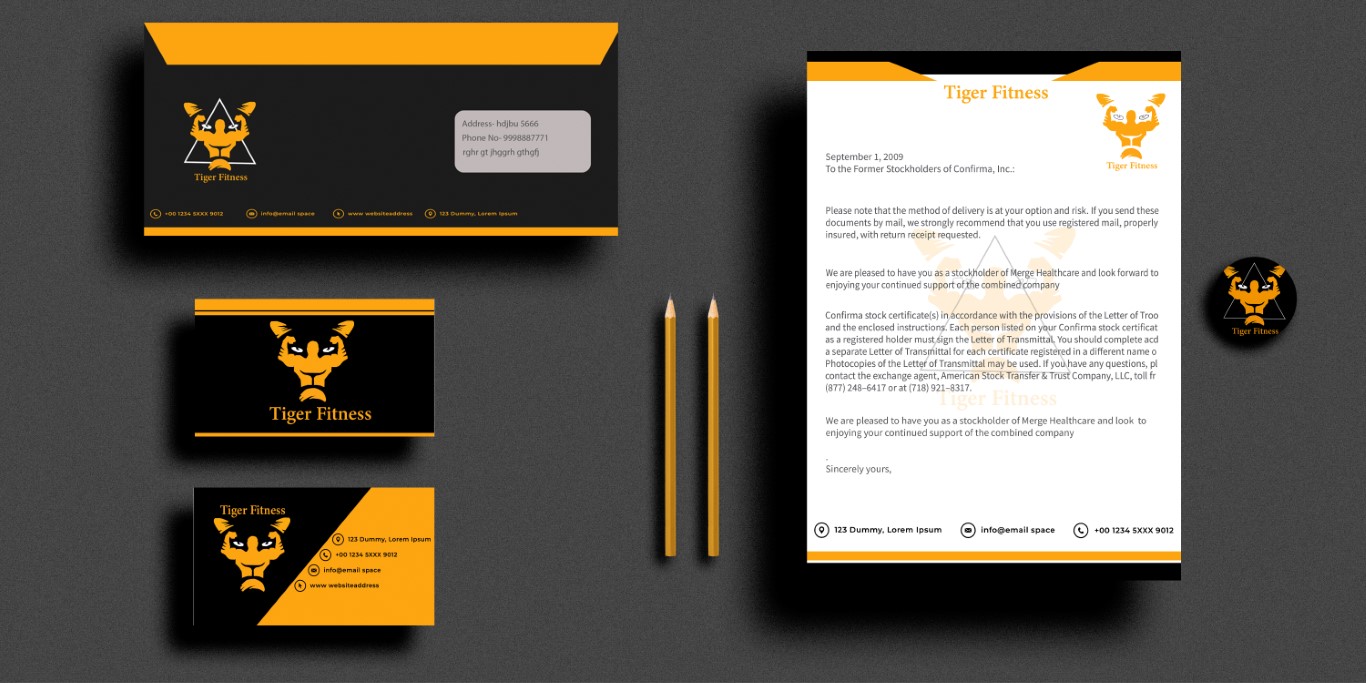 Tiger Fitness
Address- hdjbu 5666
Phone No- 9998887771
rghr gt jhggrh gthgfj
+00 1234 5XXX 9012
info@email space
www websiteaddress
123 Dummy, Lorem Ipsum
Tiger Fitness
Tiger Fitness
123 Dummy, Lorem Ipsum
+00 1234 5XXX 9012
info@email space
www websiteaddress
Tiger Fitness
Tiger Fitness
September 1, 2009
To the Former Stockholders of Confirma, Inc.:
Please note that the method of delivery is at your option and risk. If you send these
documents by mail, we strongly recommend that you use registered mail, properly
insured, with return receipt requested.
We are pleased to have you as a stockholder of Merge Healthcare and look forward to
enjoying your continued support of the combined company
Confirma stock certificate(s) in accordance with the provisions of the Letter of Troo
and the enclosed instructions. Each person listed on your Confirma stock certificat
as a registered holder must sign the Letter of Transmittal. You should complete acd
a separate Letter of Transmittal for each certificate registered in a different name o
Photocopies of the Letter of Transmittal may be used. If you have any questions, pl
contact the exchange agent, American Stock Transfer & Trust Company, LLC, toll fr
(877) 248–6417 or at (718) 921–8317.
Tiger Fitness
We are pleased to have you as a stockholder of Merge Healthcare and look to
enjoying your continued support of the combined company
.
Sincerely yours,
123 Dummy, Lorem Ipsum
info@email space
+00 1234 5XXX 9012
Tiger Fitness